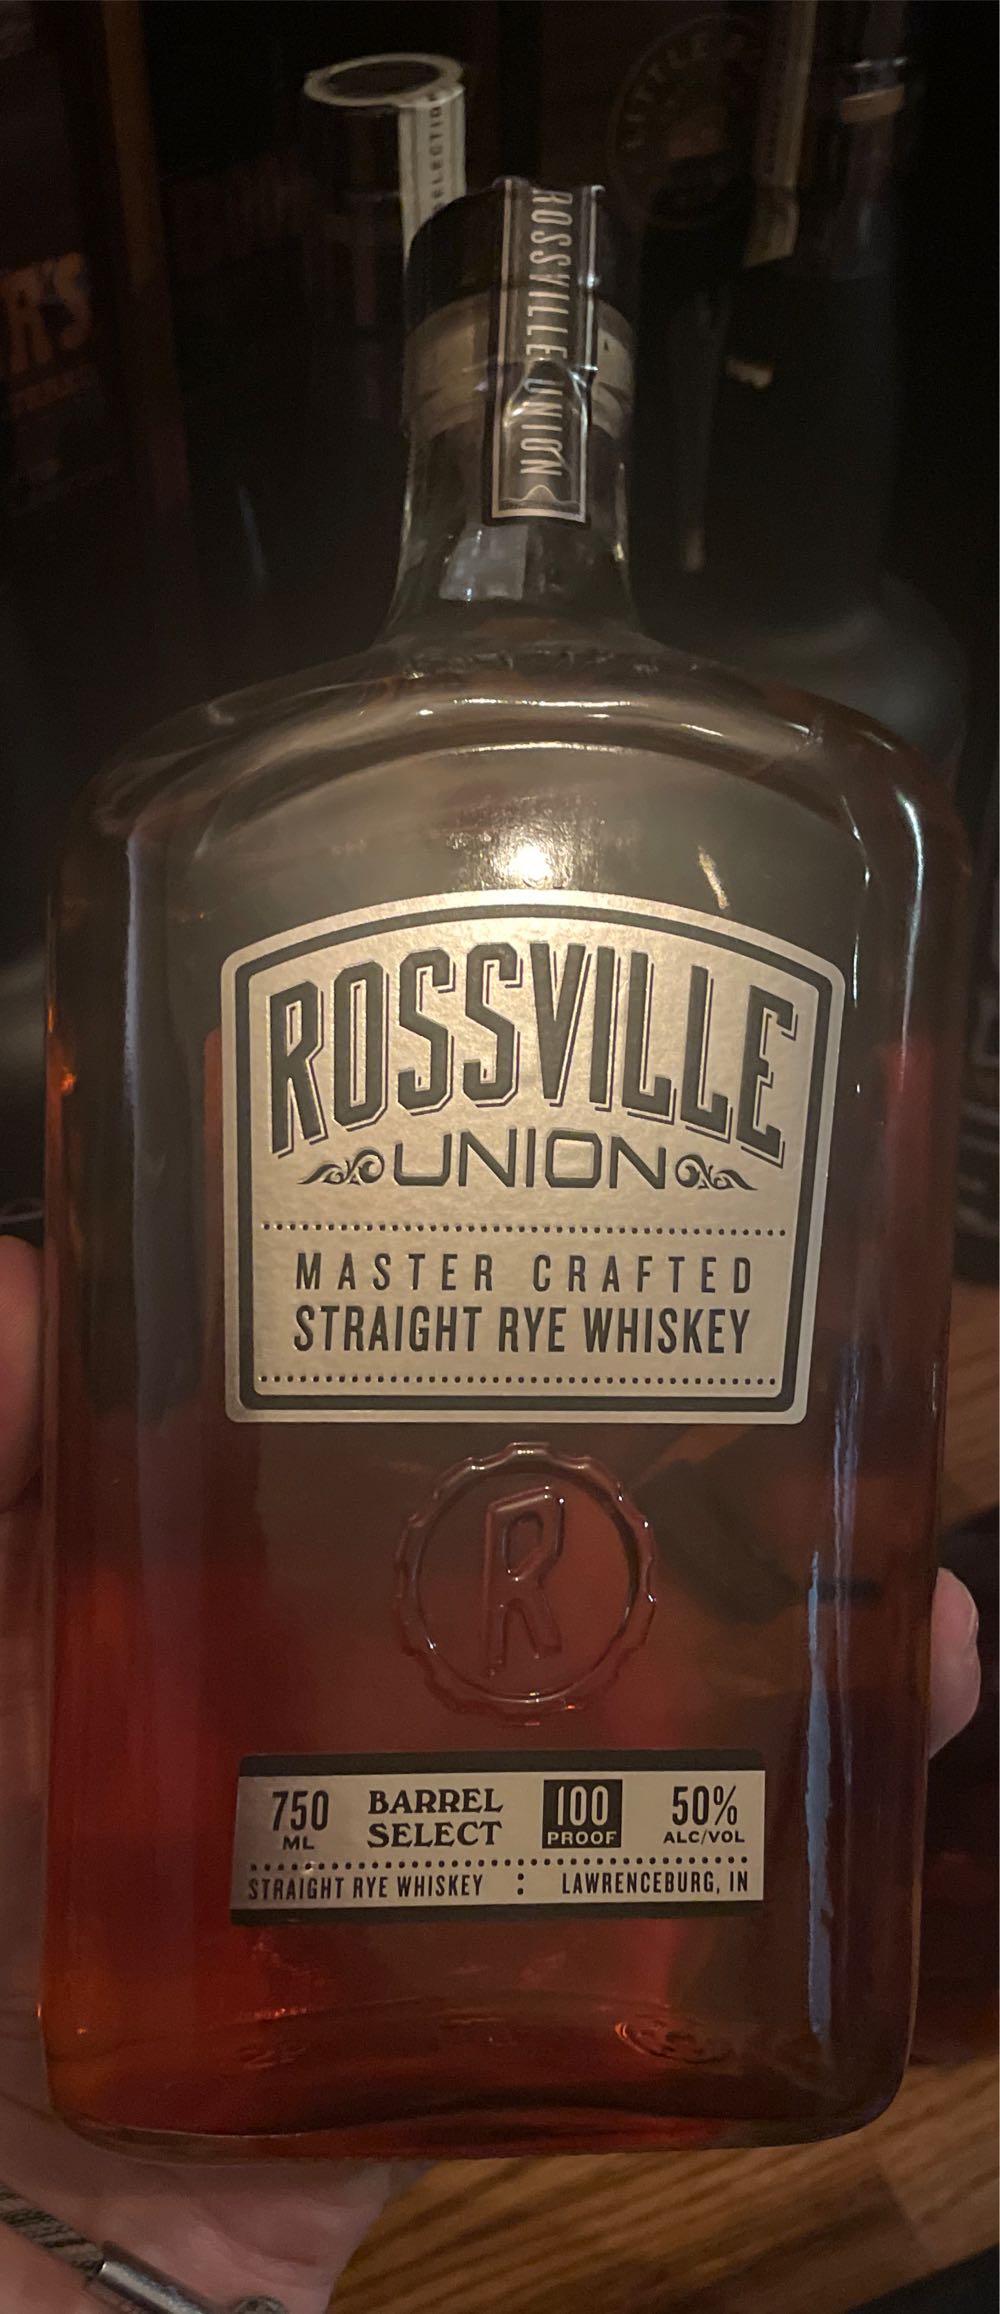 ELECTIO
R'S
ROSSVILLE UNION
ROSSVILLE
UNION
MASTER CRAFTED
STRAIGHT RYE WHISKEY
R
750
ML
BARREL
SELECT
100
PROOF
50%
ALC/VOL
STRAIGHT RYE WHISKEY : LAWRENCEBURG, IN